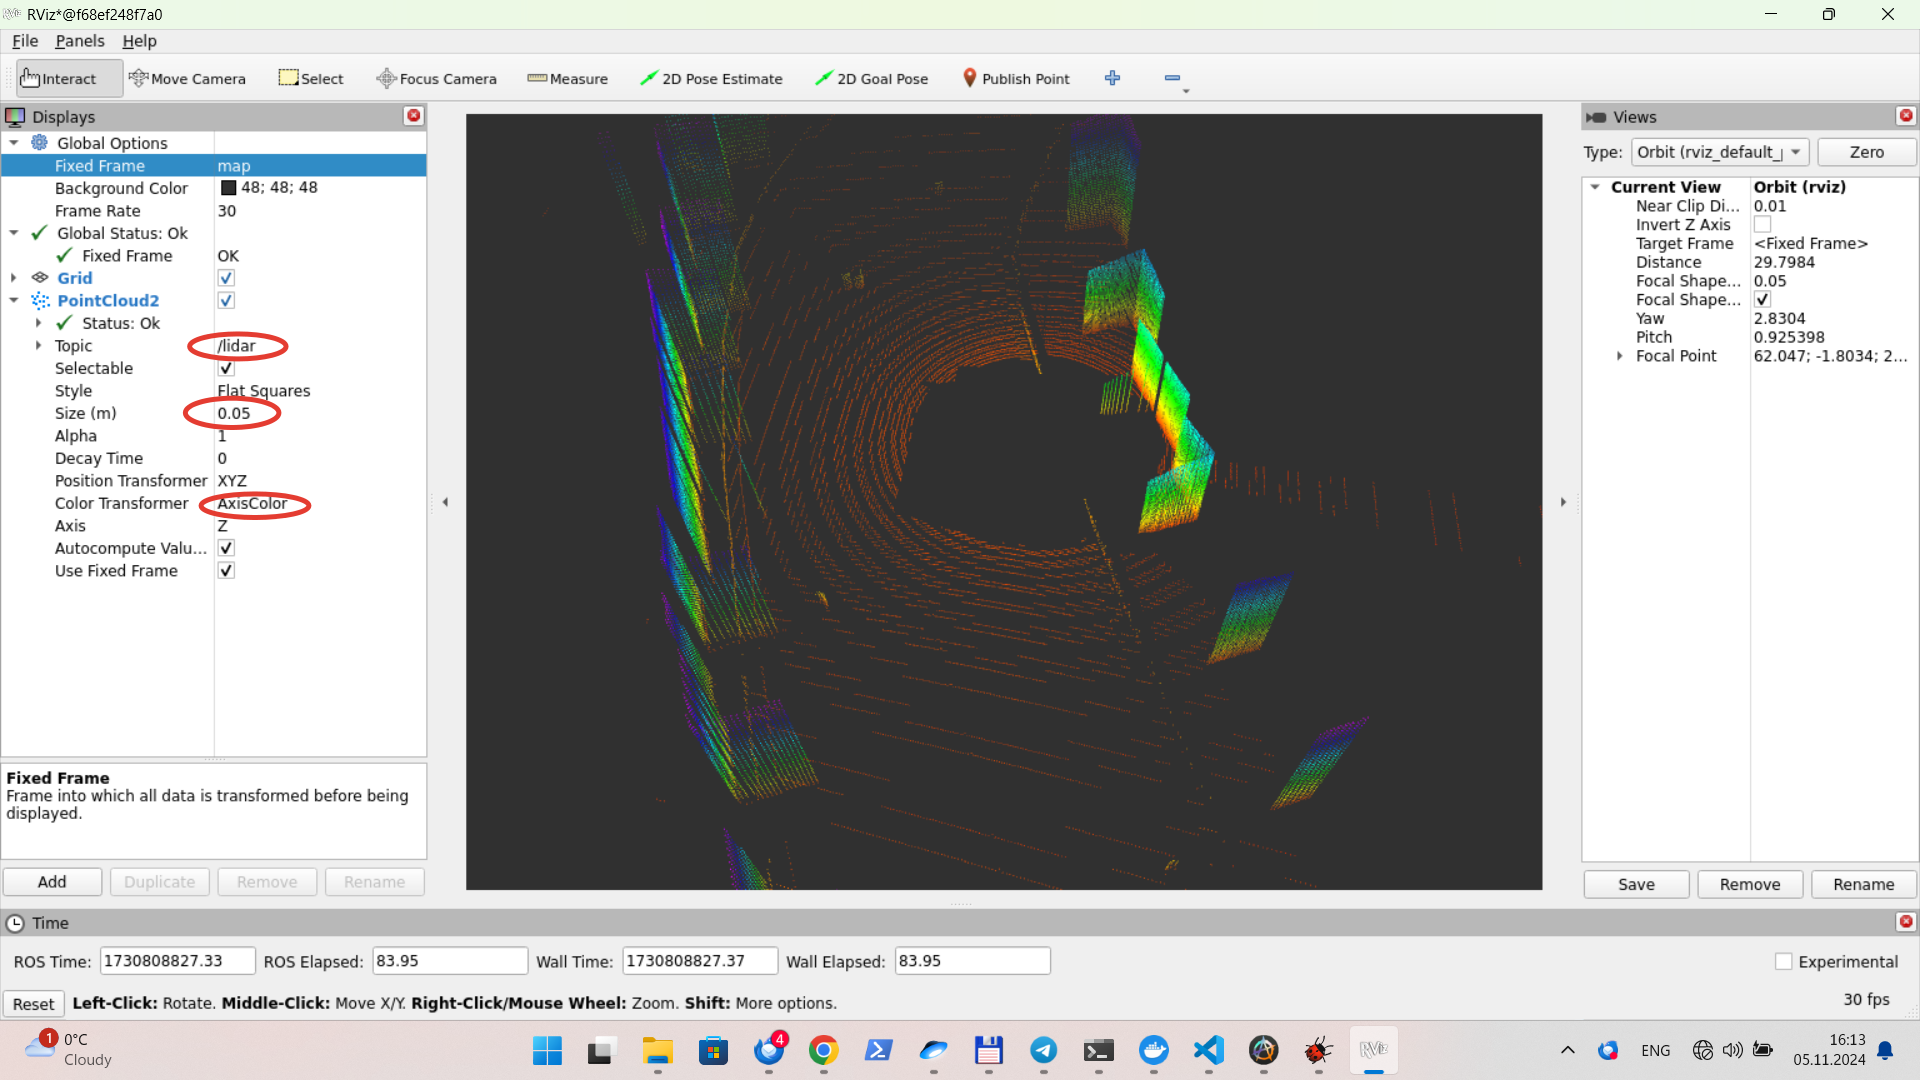 RViz*@f68ef248f7a0
File Panels Help
Interact Move Camera Select Focus Camera Measure 2D Pose Estimate 2D Goal Pose Publish Point
Displays
Global Options
Fixed Frame map
Background Color 48; 48; 48
Frame Rate 30
Global Status: Ok
Fixed Frame OK
Grid
PointCloud2
Status: Ok
Topic /lidar
Selectable
Style Flat Squares
Size (m) 0.05
Alpha 1
Decay Time 0
Position Transformer XYZ
Color Transformer AxisColor
Axis Z
Autocompute Valu...
Use Fixed Frame
Fixed Frame
Frame into which all data is transformed before being
displayed.
Add Duplicate Remove Rename
Views
Type: Orbit (rviz_default_ Zero
Current View Orbit (rviz)
Near Clip Di... 0.01
Invert Z Axis
Target Frame <Fixed Frame>
Distance 29.7984
Focal Shape... 0.05
Focal Shape...
Yaw 2.8304
Pitch 0.925398
Focal Point 62.047; -1.8034; 2...
Save Remove Rename
Time
ROS Time: 1730808827.33 ROS Elapsed: 83.95 Wall Time: 1730808827.37 Wall Elapsed: 83.95 Experimental
Reset Left-Click: Rotate. Middle-Click: Move X/Y. Right-Click/Mouse Wheel: Zoom. Shift: More options. 30 fps
1 0°C
Cloudy
4
RViz
ENG
16:13
05.11.2024